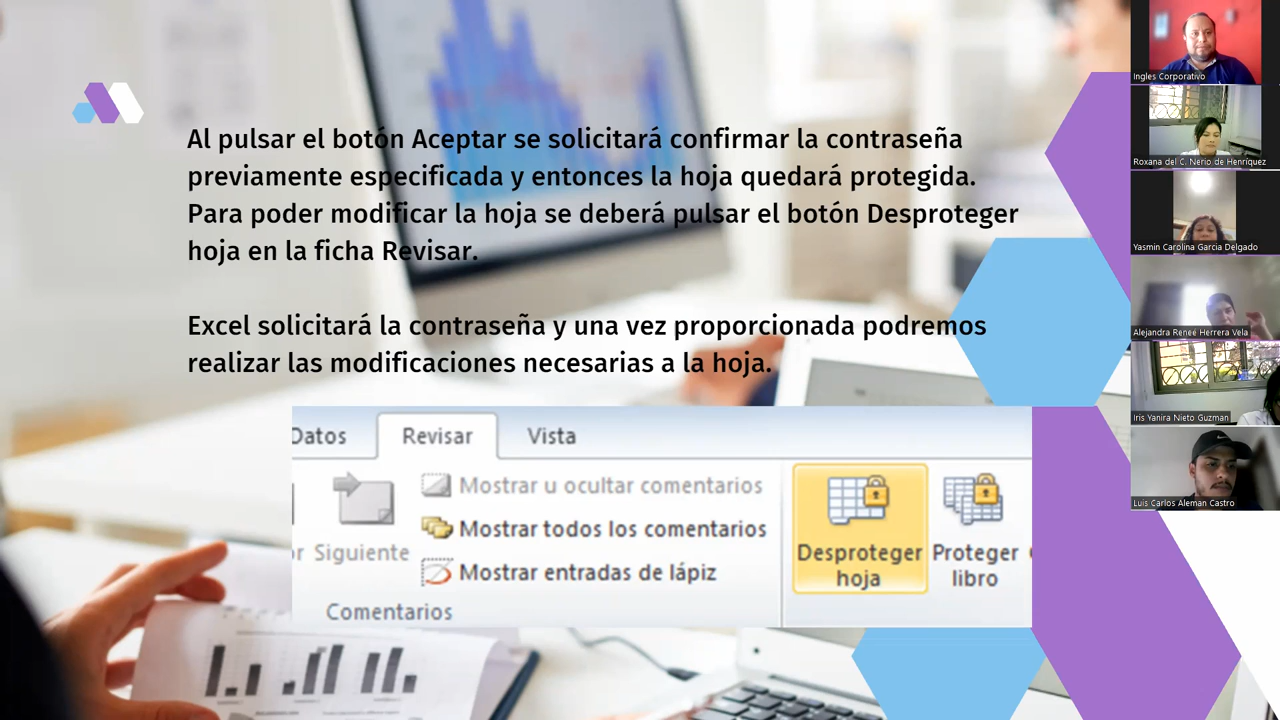 Al pulsar el botón Aceptar se solicitará confirmar la contraseña
previamente especificada y entonces la hoja quedará protegida.
Para poder modificar la hoja se deberá pulsar el botón Desproteger
hoja en la ficha Revisar.
Excel solicitará la contraseña y una vez proporcionada podremos
realizar las modificaciones necesarias a la hoja.
Datos
Revisar
Vista
Siguiente
Mostrar u ocultar comentarios
Mostrar todos los comentarios
Mostrar entradas de lápiz
Comentarios
Desproteger
hoja
Proteger
libro
Ingles Corporativo
Roxana del C. Nerio de Henríquez
Yasmin Carolina Garcia Delgado
Alejandra Reneé Herrera Vela
Iris Yanira Nieto Guzman
Luis Carlos Aleman Castro